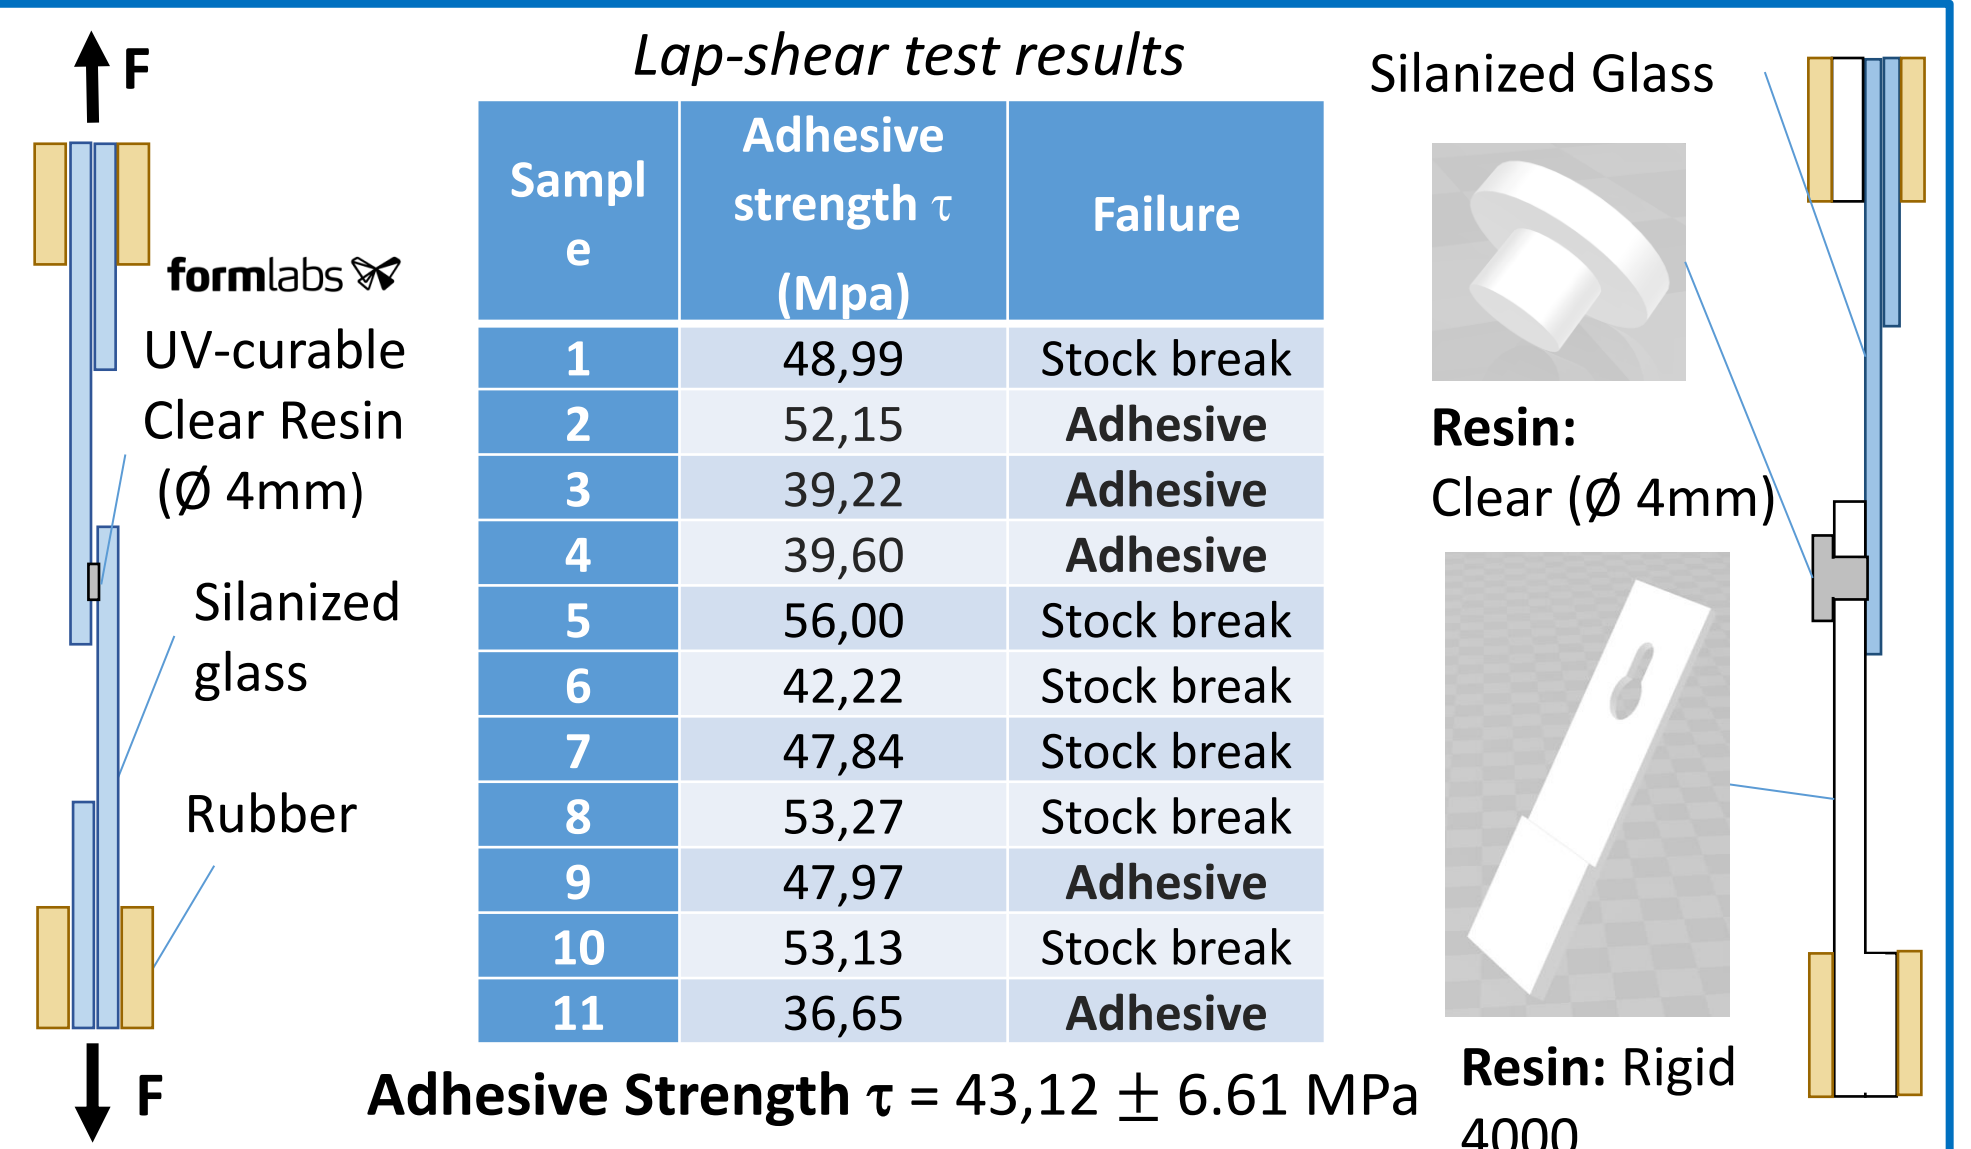 F
formlabs
UV-curable
Clear Resin
(Ø 4mm)
Silanized
glass
Rubber
F
Lap-shear test results
Sampl
e
Adhesive
strength τ
(Mpa)
Failure
1 48,99 Stock break
2 52,15 Adhesive
3 39,22 Adhesive
4 39,60 Adhesive
5 56,00 Stock break
6 42,22 Stock break
7 47,84 Stock break
8 53,27 Stock break
9 47,97 Adhesive
10 53,13 Stock break
11 36,65 Adhesive
Adhesive Strength τ = 43,12 ± 6.61 MPa
Silanized Glass
Resin:
Clear (Ø 4mm)
Resin: Rigid
4000